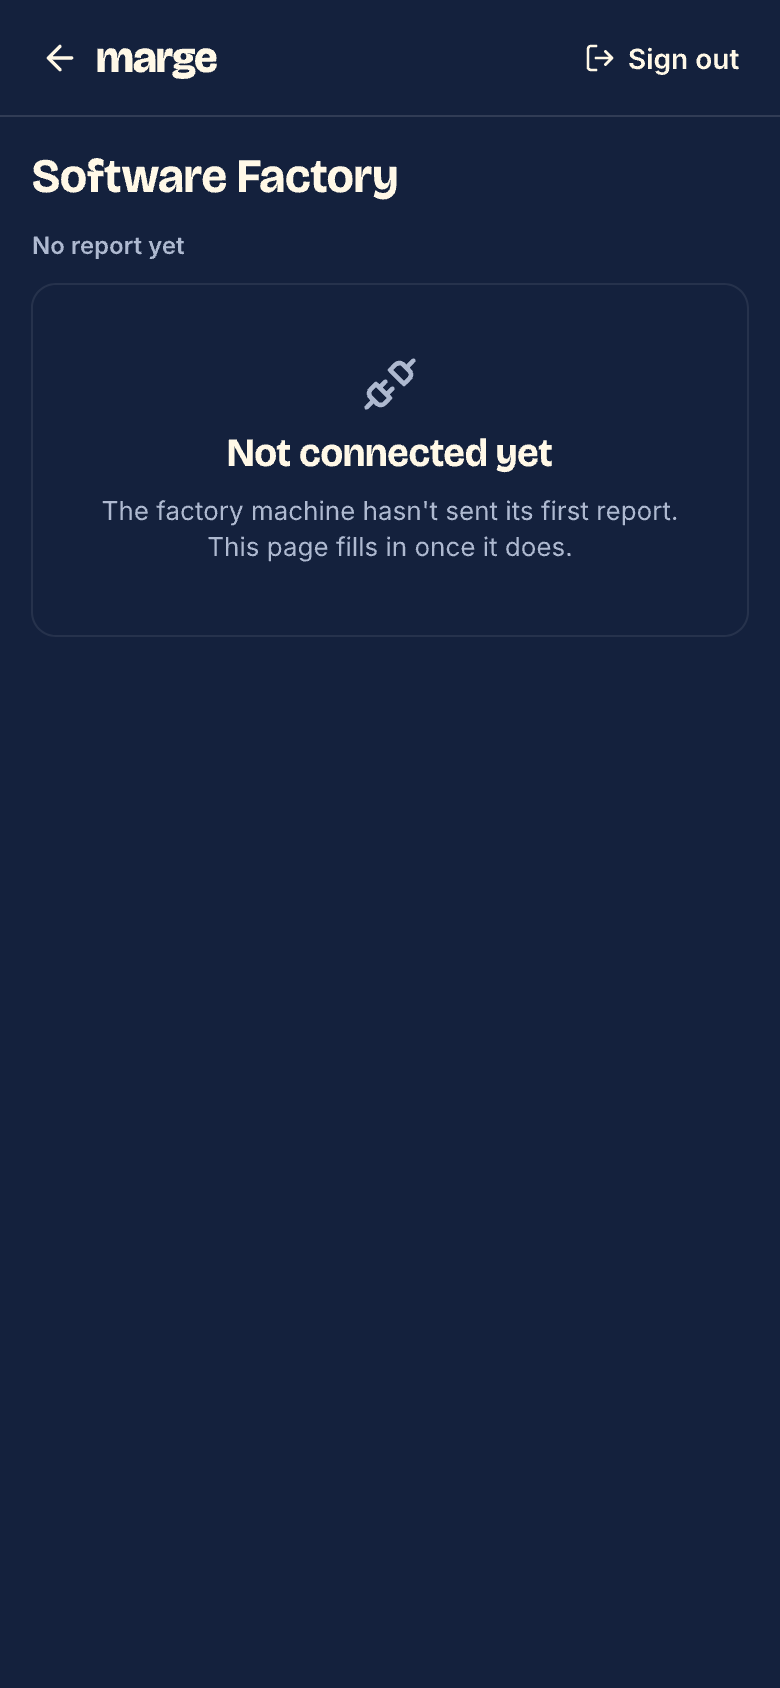 marge
Sign out
Software Factory
No report yet
Not connected yet
The factory machine hasn't sent its first report.
This page fills in once it does.